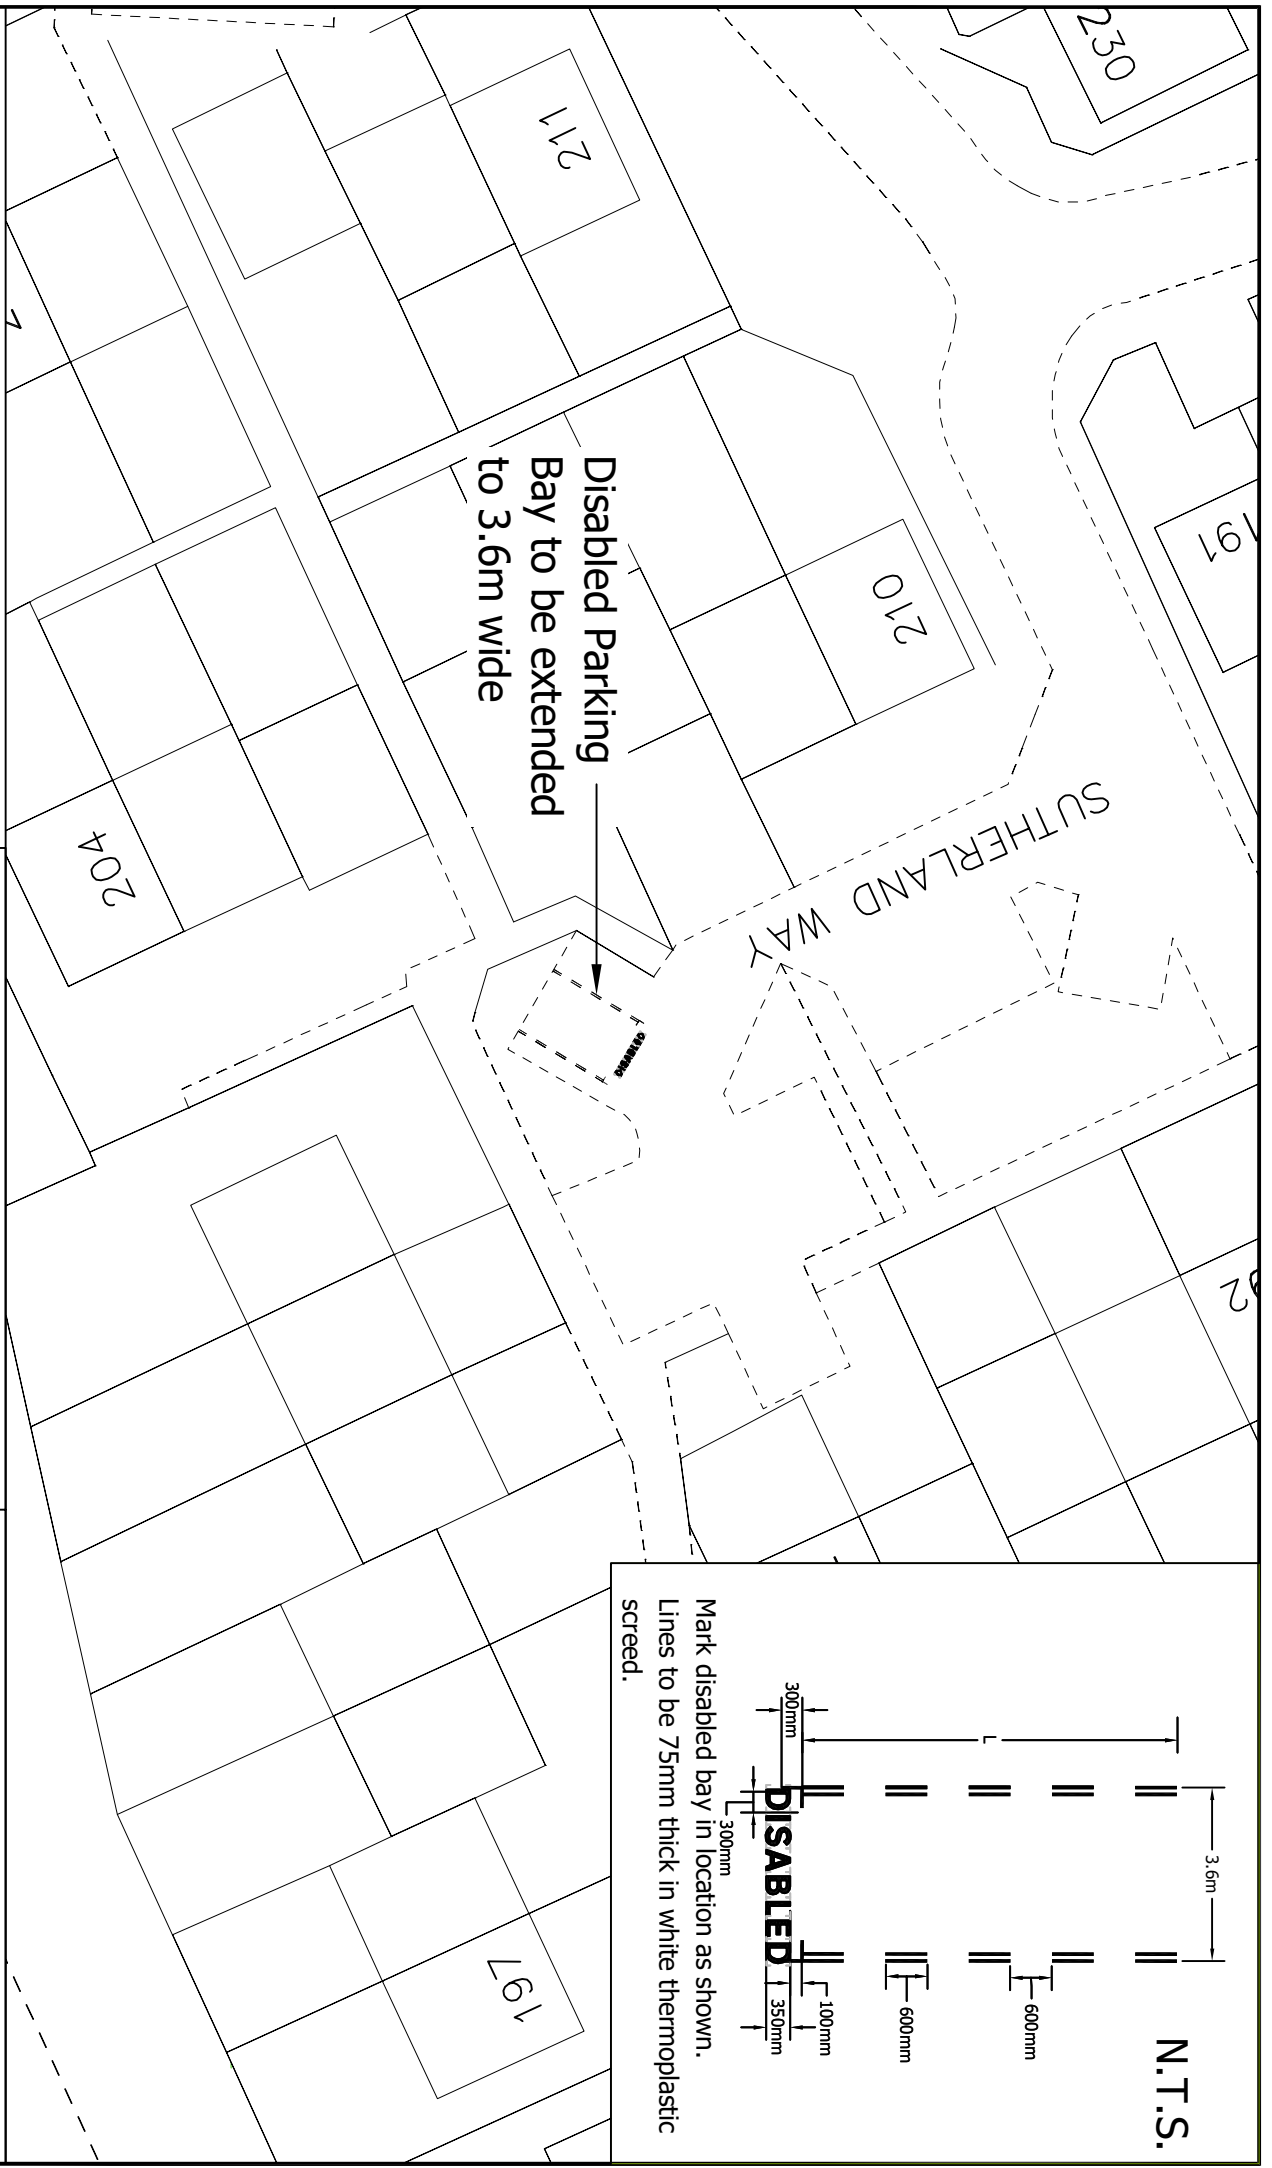 230
211
191
210
Disabled Parking
Bay to be extended
to 3.6m wide
SUTHERLAND WAY
204
DISABLED
197
N.T.S.
3.6m
L
600mm
600mm
300mm
100mm
350mm
300mm
DISABLED
Mark disabled bay in location as shown.
Lines to be 75mm thick in white thermoplastic
screed.